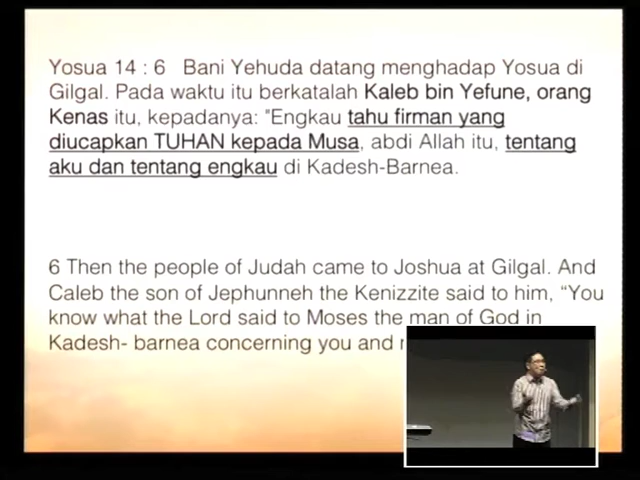 Yosua 14 : 6 Bani Yehuda datang menghadap Yosua di
Gilgal. Pada waktu itu berkatalah Kaleb bin Yefune, orang
Kenas itu, kepadanya: "Engkau tahu firman yang
diucapkan TUHAN kepada Musa, abdi Allah itu, tentang
aku dan tentang engkau di Kadesh-Barnea.
6 Then the people of Judah came to Joshua at Gilgal. And
Caleb the son of Jephunneh the Kenizzite said to him, “You
know what the Lord said to Moses the man of God in
Kadesh- barnea concerning you and